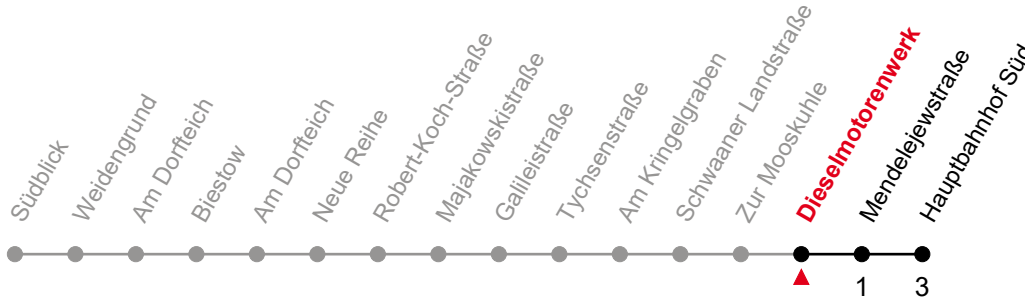 Südblick
Weidengrund
Am Dorfteich
Biestow
Am Dorfteich
Neue Reihe
Robert-Koch-Straße
Majakowskistraße
Galileistraße
Tychsenstraße
Am Kringelgraben
Schwaaner Landstraße
Zur Mooskuhle
Dieselmotorenwerk
Mendelejewstraße
Hauptbahnhof Süd
1
3